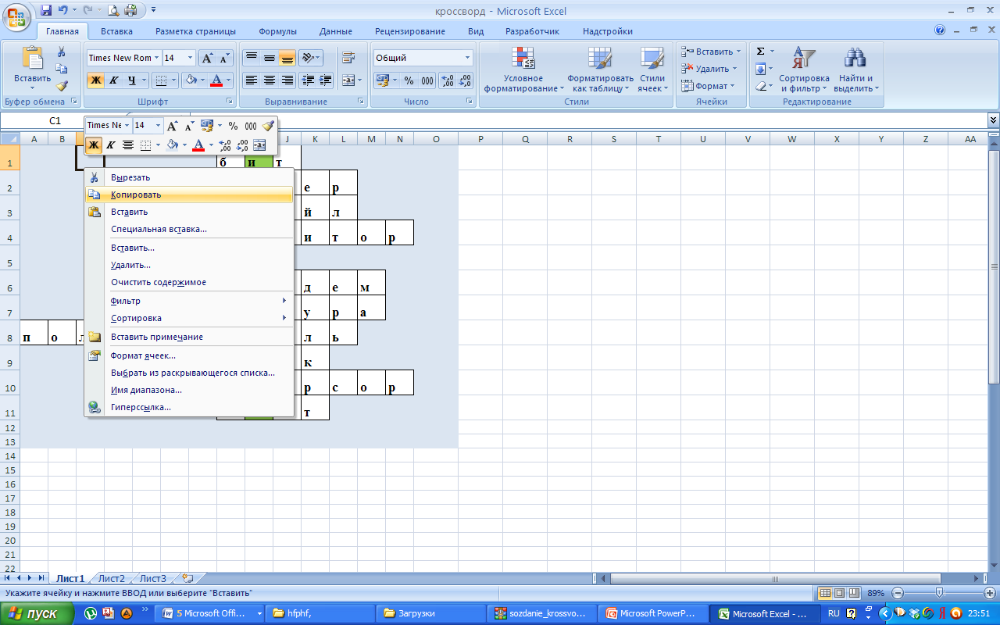 кроссворд - Microsoft Excel
Главная Вставка Разметка страницы Формулы Данные Рецензирование Вид Разработчик Надстройки
Вставить
Буфер обмена
Times New Rom 14
Ж К Ч
Шрифт
Выравнивание
Общий
% 000
Число
Условное форматирование
Форматировать как таблицу
Стили ячеек
Стили
Вставить
Удалить
Формат
Ячейки
Сортировка и фильтр
Найти и выделить
Редактирование
C1
Times Ne 14 % 000
Ж К А
A B J K L M N O P Q R S T U V W X Y Z AA
1 б и т
2 е р
3 й л
4 и т о р
5
6 д е м
7 у р а
8 п о л ь
9 к
10 р с о р
11 т
12
13
14
15
16
17
18
19
20
21
22
Вырезать
Копировать
Вставить
Специальная вставка...
Вставить...
Удалить...
Очистить содержимое
Фильтр
Сортировка
Вставить примечание
Формат ячеек...
Выбрать из раскрывающегося списка...
Имя диапазона...
Гиперссылка...
Лист1 Лист2 Лист3
Укажите ячейку и нажмите ВВОД или выберите "Вставить"
89%
пуск
5 Microsoft Offi...
hfphf,
Загрузки
sozdanie_krossvo...
Microsoft PowerP...
Microsoft Excel - ...
RU
23:51